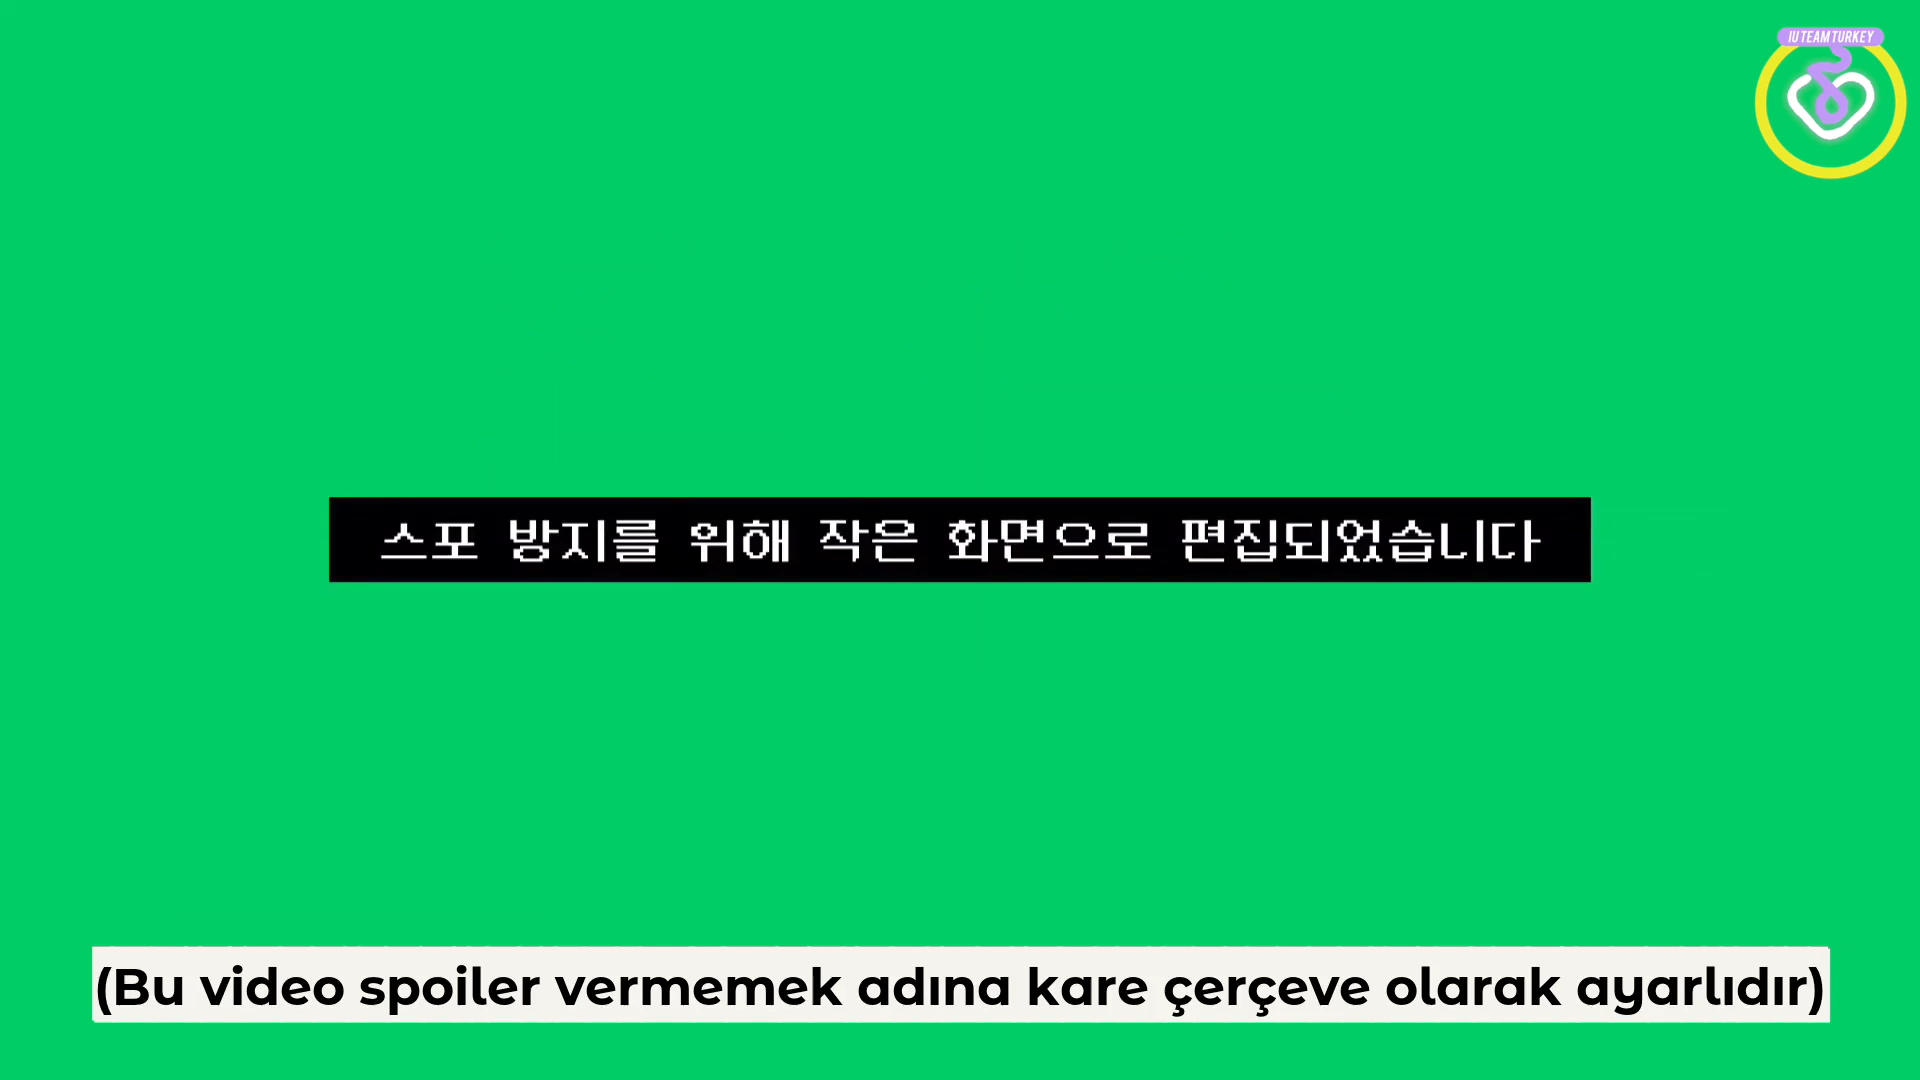 IU TEAM TURKEY
스포 방지를 위해 작은 화면으로 편집되었습니다
(Bu video spoiler vermemek adına kare çerçeve olarak ayarlıdır)